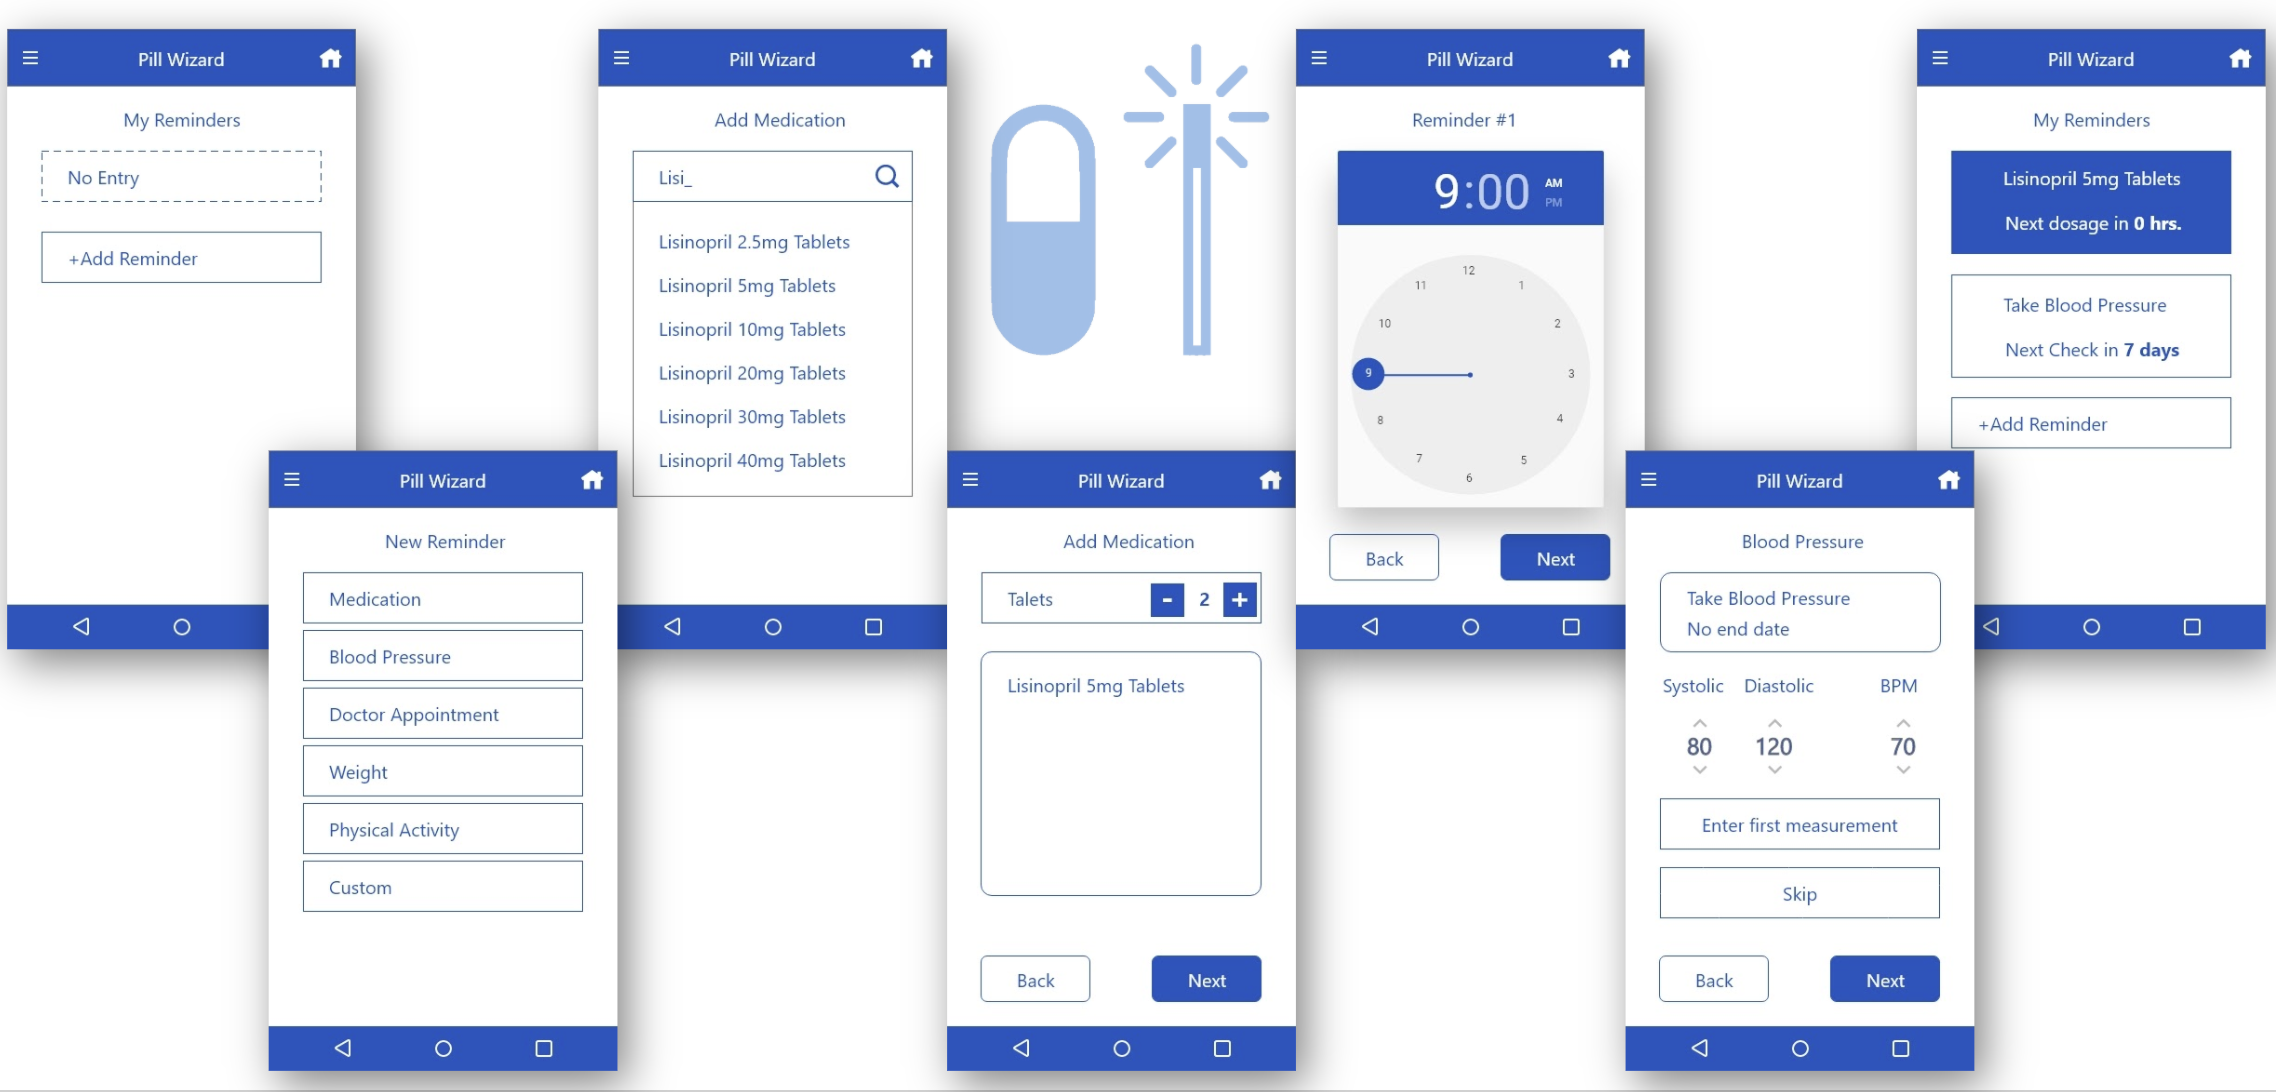 Pill Wizard
My Reminders
No Entry
+Add Reminder
Pill Wizard
New Reminder
Medication
Blood Pressure
Doctor Appointment
Weight
Physical Activity
Custom
Pill Wizard
Add Medication
Lisi_
Lisinopril 2.5mg Tablets
Lisinopril 5mg Tablets
Lisinopril 10mg Tablets
Lisinopril 20mg Tablets
Lisinopril 30mg Tablets
Lisinopril 40mg Tablets
Pill Wizard
Add Medication
Talets - 2 +
Lisinopril 5mg Tablets
Back Next
Pill Wizard
Reminder #1
9:00 AM
PM
12
11 1
10 2
9 3
8 4
7 5
6
Back Next
Pill Wizard
Blood Pressure
Take Blood Pressure
No end date
Systolic Diastolic BPM
80 120 70
Enter first measurement
Skip
Back Next
Pill Wizard
My Reminders
Lisinopril 5mg Tablets
Next dosage in 0 hrs.
Take Blood Pressure
Next Check in 7 days
+Add Reminder